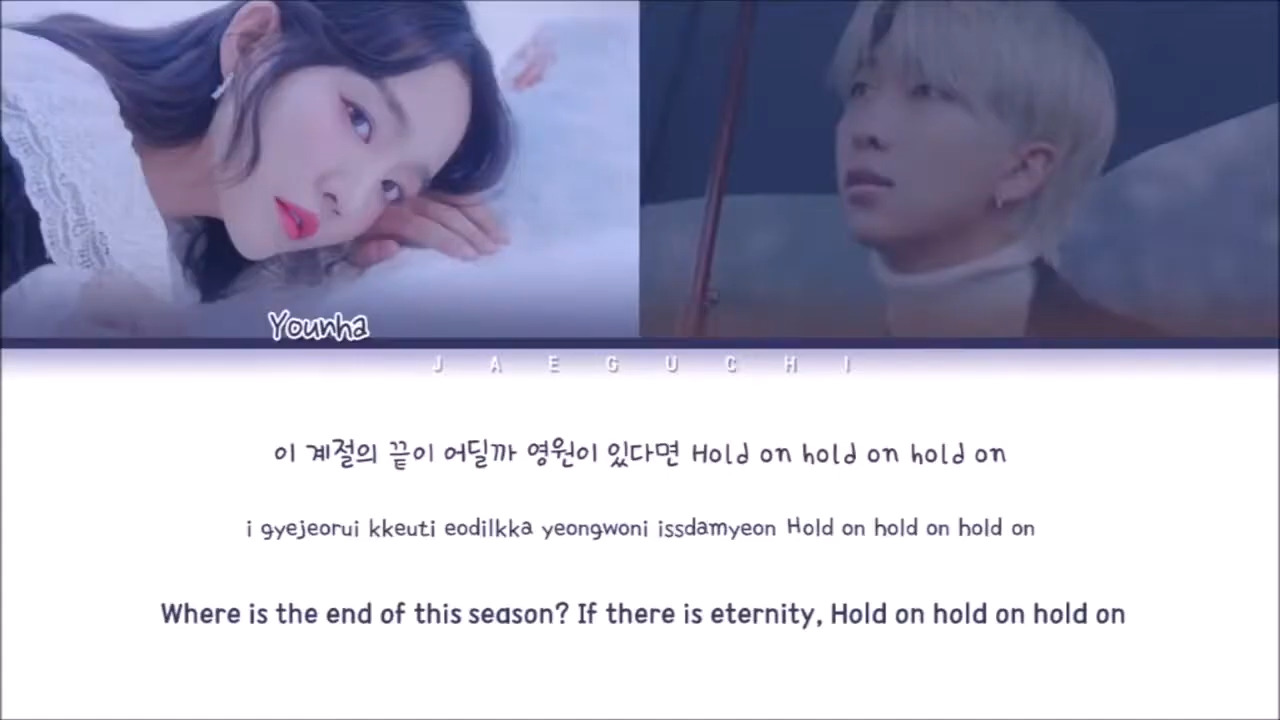 Younha
JAEGUCHI
이 계절의 끝이 어딜까 영원이 있다면 Hold on hold on hold on
i gyejeorui kkeuti eodilkka yeongwoni issdamyeon Hold on hold on hold on
Where is the end of this season? If there is eternity, Hold on hold on hold on